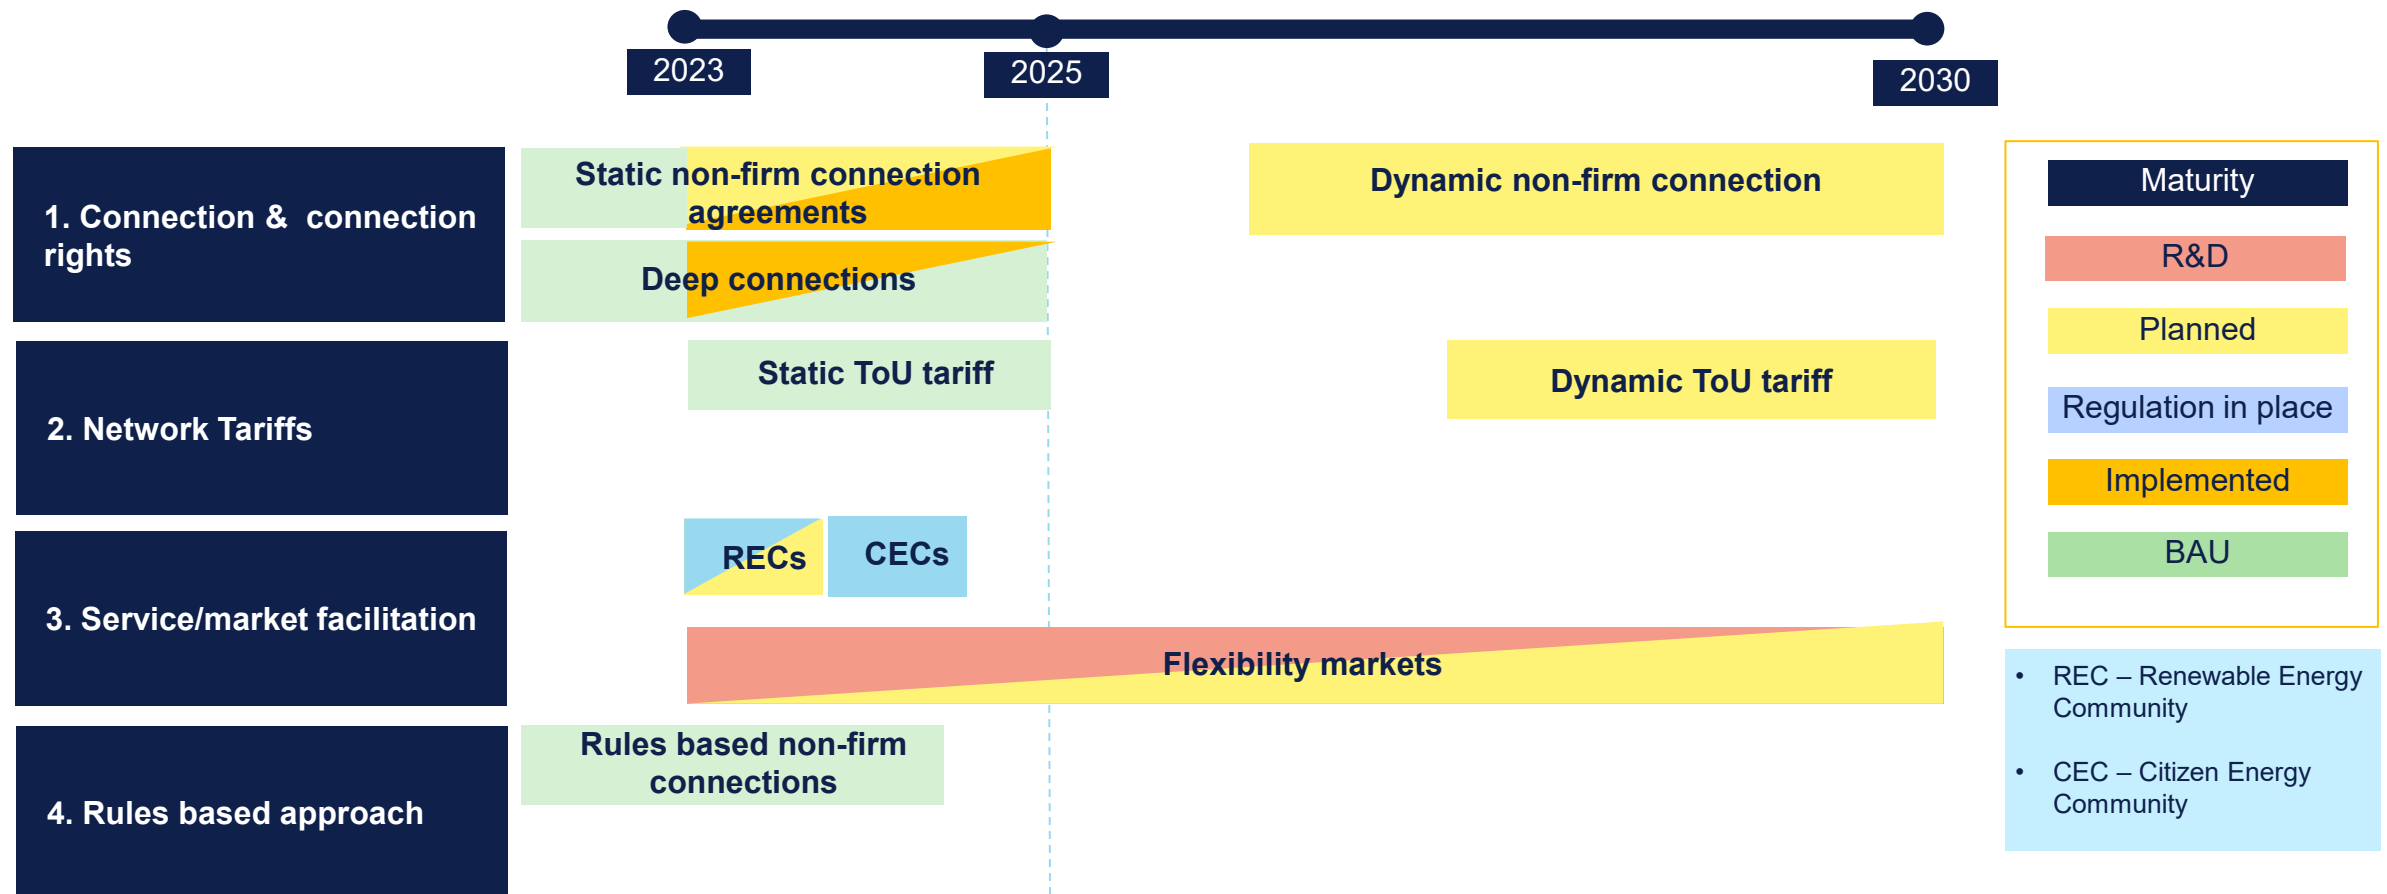 2023
2025
2030
1. Connection & connection
rights
Static non-firm connection
agreements
Dynamic non-firm connection
Deep connections
2. Network Tariffs
Static ToU tariff
Dynamic ToU tariff
3. Service/market facilitation
RECs
CECs
Flexibility markets
4. Rules based approach
Rules based non-firm
connections
Maturity
R&D
Planned
Regulation in place
Implemented
BAU
• REC – Renewable Energy
Community
• CEC – Citizen Energy
Community